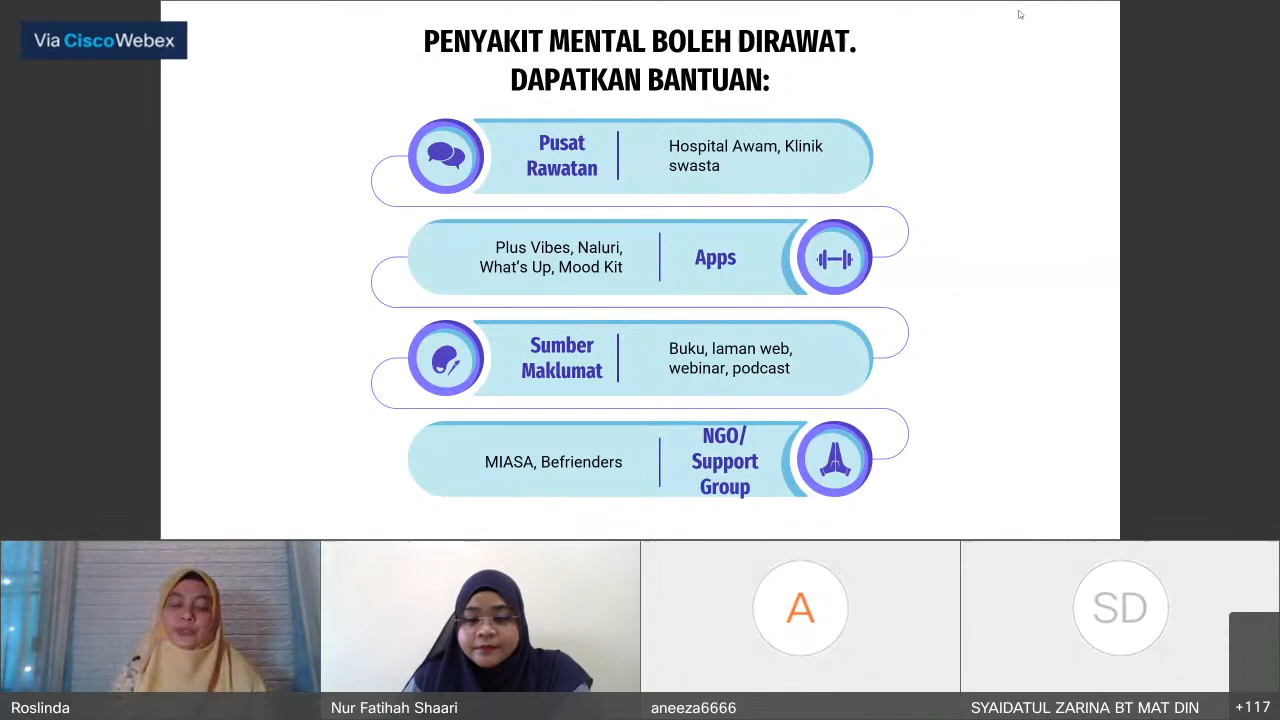 Via Cisco Webex
PENYAKIT MENTAL BOLEH DIRAWAT.
DAPATKAN BANTUAN:
Pusat
Rawatan
Hospital Awam, Klinik
swasta
Plus Vibes, Naluri,
What's Up, Mood Kit
Apps
Sumber
Maklumat
Buku, laman web,
webinar, podcast
MIASA, Befrienders
NGO/
Support
Group
A
SD
Roslinda
Nur Fatihah Shaari
aneeza6666
SYAIDATUL ZARINA BT MAT DIN
+117